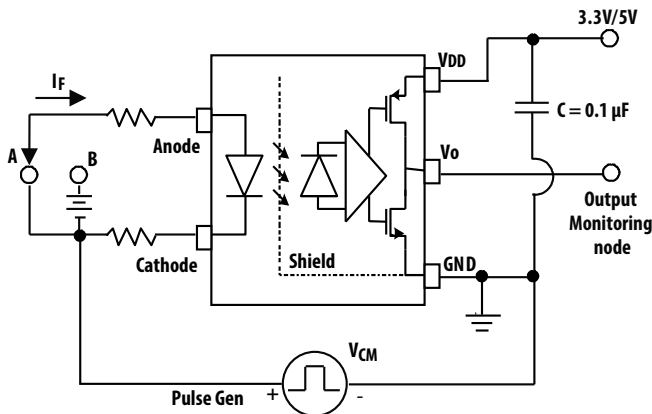 3.3V/5V
VDD
IF
C = 0.1 µF
Anode
A
B
Vo
Output
Monitoring
node
Shield
Cathode
GND
VCM
Pulse Gen
+
-